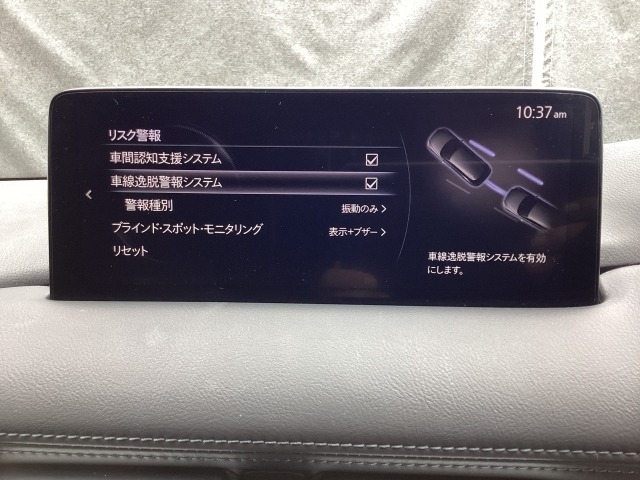 10:37am
リスク警報
車間認知支援システム
車線逸脱警報システム
警報種別 振動のみ
ブラインド・スポット・モニタリング 表示+ブザー
リセット
車線逸脱警報システムを有効
にします。